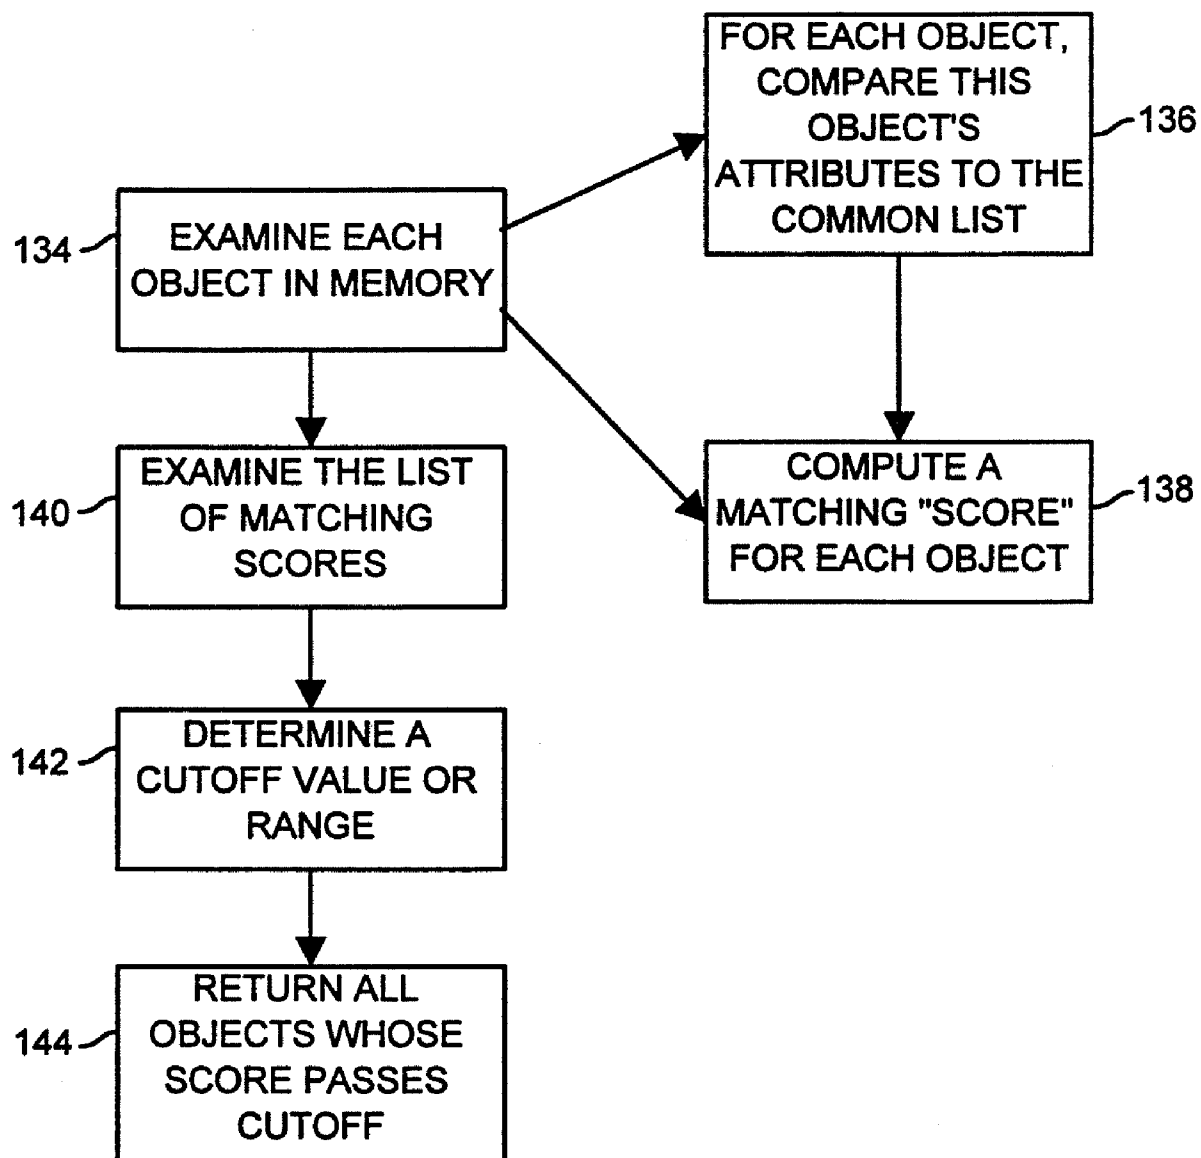 FOR EACH OBJECT,
COMPARE THIS
OBJECT'S
ATTRIBUTES TO THE
COMMON LIST
136
134
EXAMINE EACH
OBJECT IN MEMORY
COMPUTE A
MATCHING "SCORE"
FOR EACH OBJECT
138
140
EXAMINE THE LIST
OF MATCHING
SCORES
142
DETERMINE A
CUTOFF VALUE OR
RANGE
144
RETURN ALL
OBJECTS WHOSE
SCORE PASSES
CUTOFF